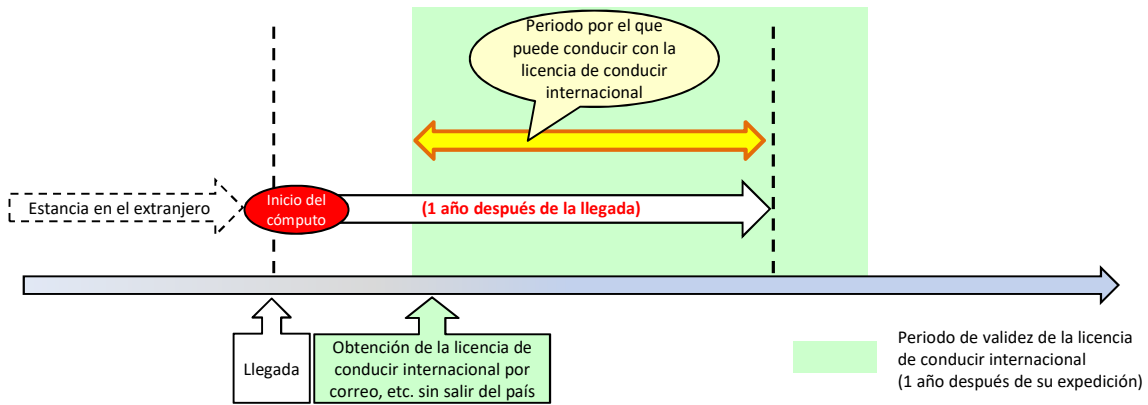 Periodo por el que
puede conducir con la
licencia de conducir
internacional
Estancia en el extranjero
Inicio del
cómputo
(1 año después de la llegada)
Llegada
Obtención de la licencia de
conducir internacional por
correo, etc. sin salir del país
Periodo de validez de la licencia
de conducir internacional
(1 año después de su expedición)